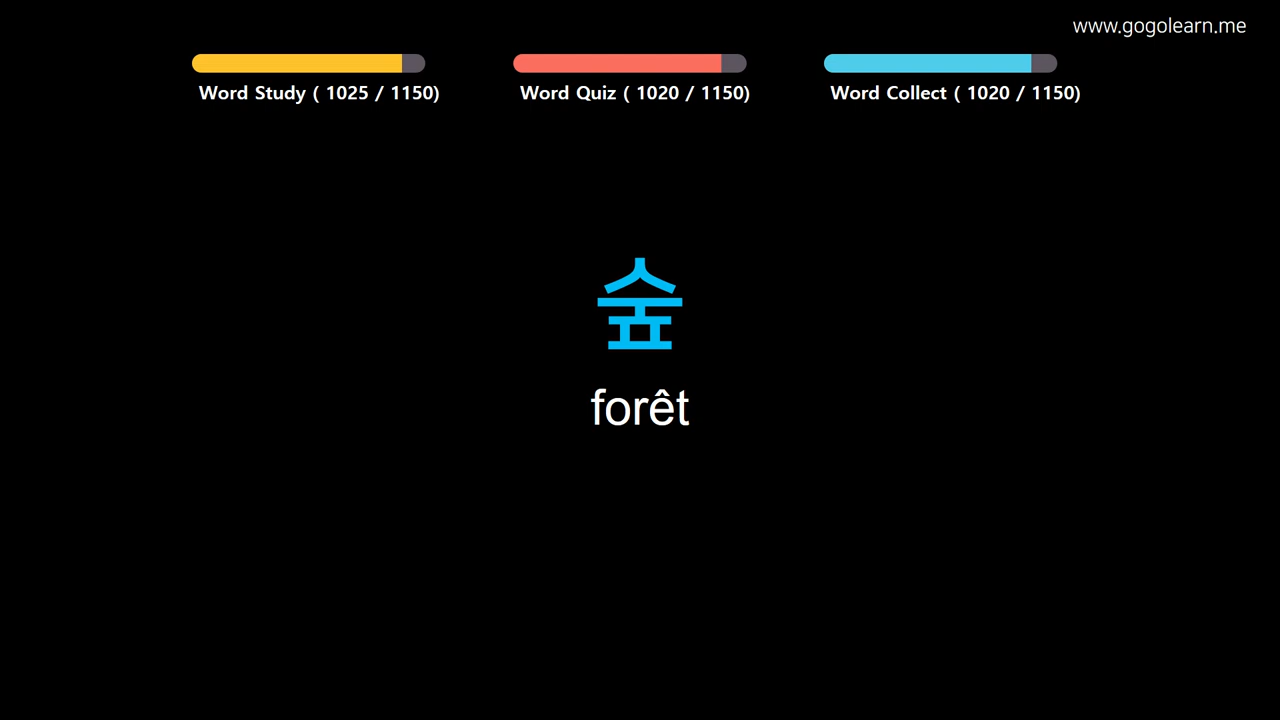 www.gogolearn.me
Word Study ( 1025 / 1150)
Word Quiz ( 1020 / 1150)
Word Collect ( 1020 / 1150)
숲
forêt